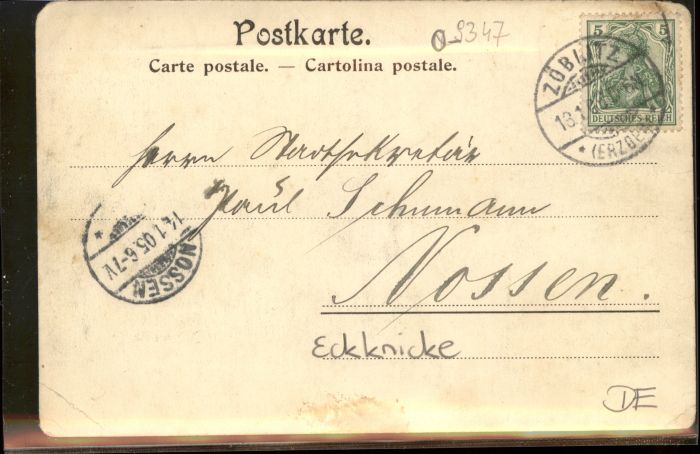 Postkarte.
O-9347
Carte postale. — Cartolina postale.
5 5
DEUTSCHES REICH
ZÖBLITZ
* (ERZGEB.) *
Herrn Stadtsekretär
Paul Schumann
Nossen.
NOSSEN
14.1.05.6-7V
*
Eckknicke
DE